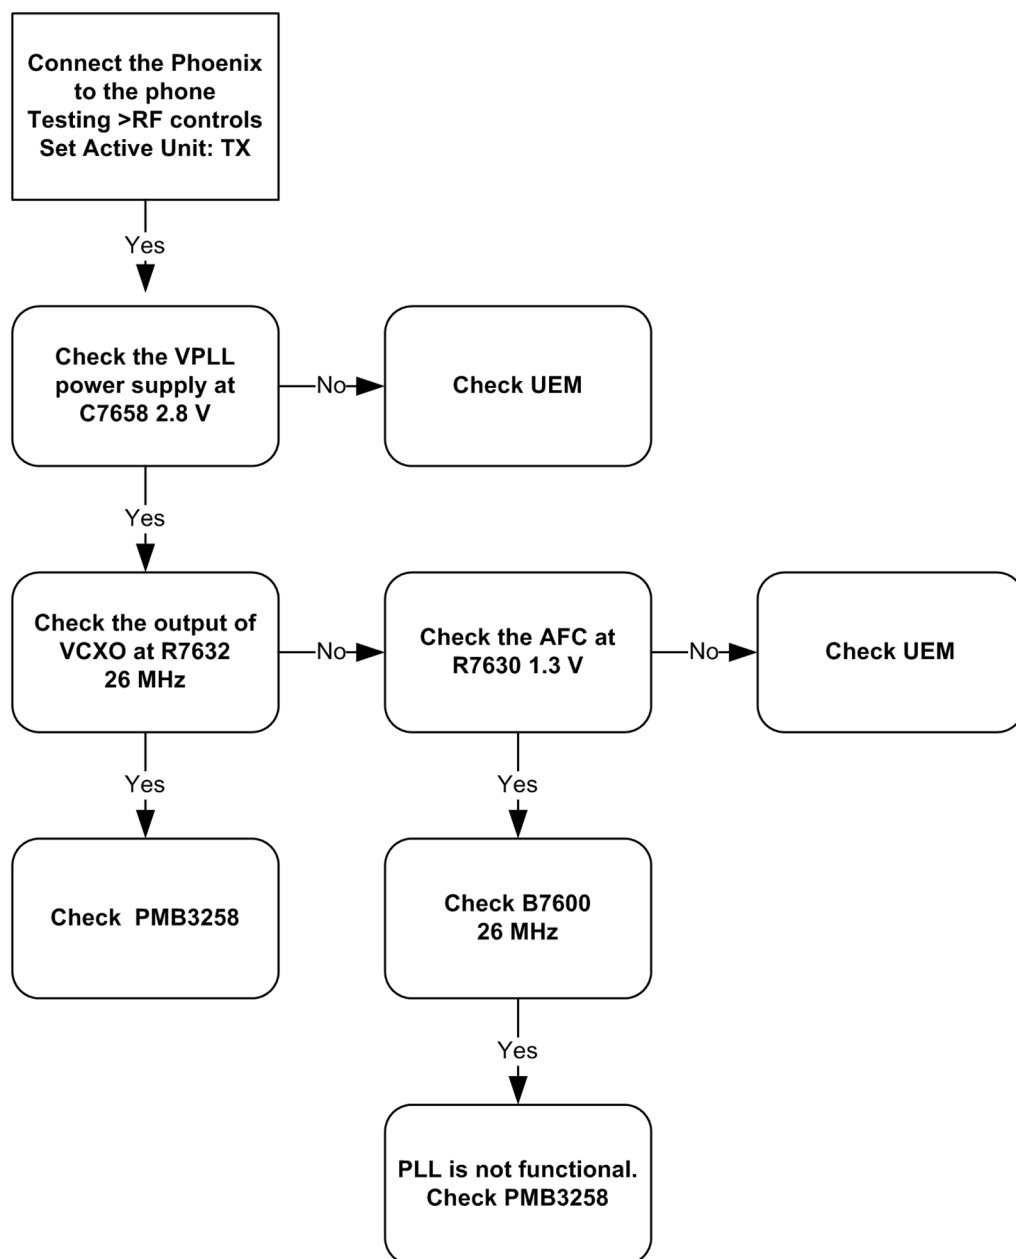 Connect the Phoenix
to the phone
Testing >RF controls
Set Active Unit: TX
Yes
Check the VPLL
power supply at
C7658 2.8 V
No
Check UEM
Yes
Check the output of
VCXO at R7632
26 MHz
No
Check the AFC at
R7630 1.3 V
No
Check UEM
Yes
Yes
Check PMB3258
Check B7600
26 MHz
Yes
PLL is not functional.
Check PMB3258